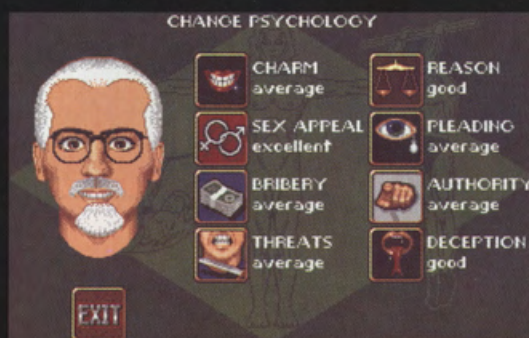 CHANGE PSYCHOLOGY
CHARM
average
REASON
good
SEX APPEAL
excellent
PLEADING
average
BRIBERY
average
AUTHORITY
average
THREATS
average
DECEPTION
good
EXIT